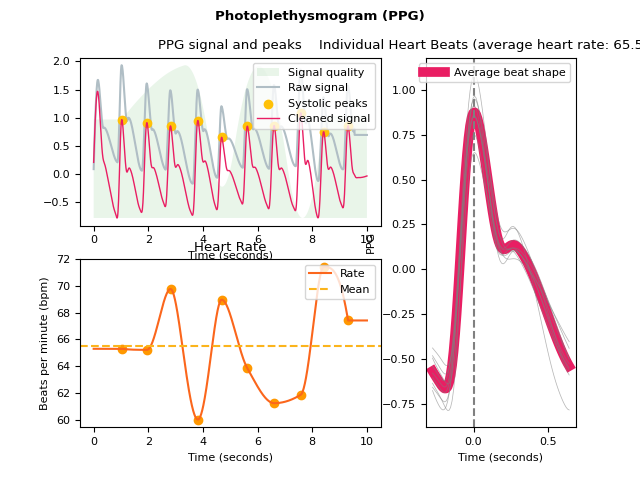 Photoplethysmogram (PPG)
PPG signal and peaks
Individual Heart Beats (average heart rate: 65.5
Signal quality
Raw signal
Systolic peaks
Cleaned signal
2.0
1.5
1.0
0.5
0.0
−0.5
0 2 4 6 8 10
Time (seconds)
Heart Rate
Rate
Mean
Beats per minute (bpm)
72
70
68
66
64
62
60
0 2 4 6 8 10
Time (seconds)
Average beat shape
PPG
1.00
0.75
0.50
0.25
0.00
−0.25
−0.50
−0.75
0.0 0.5
Time (seconds)